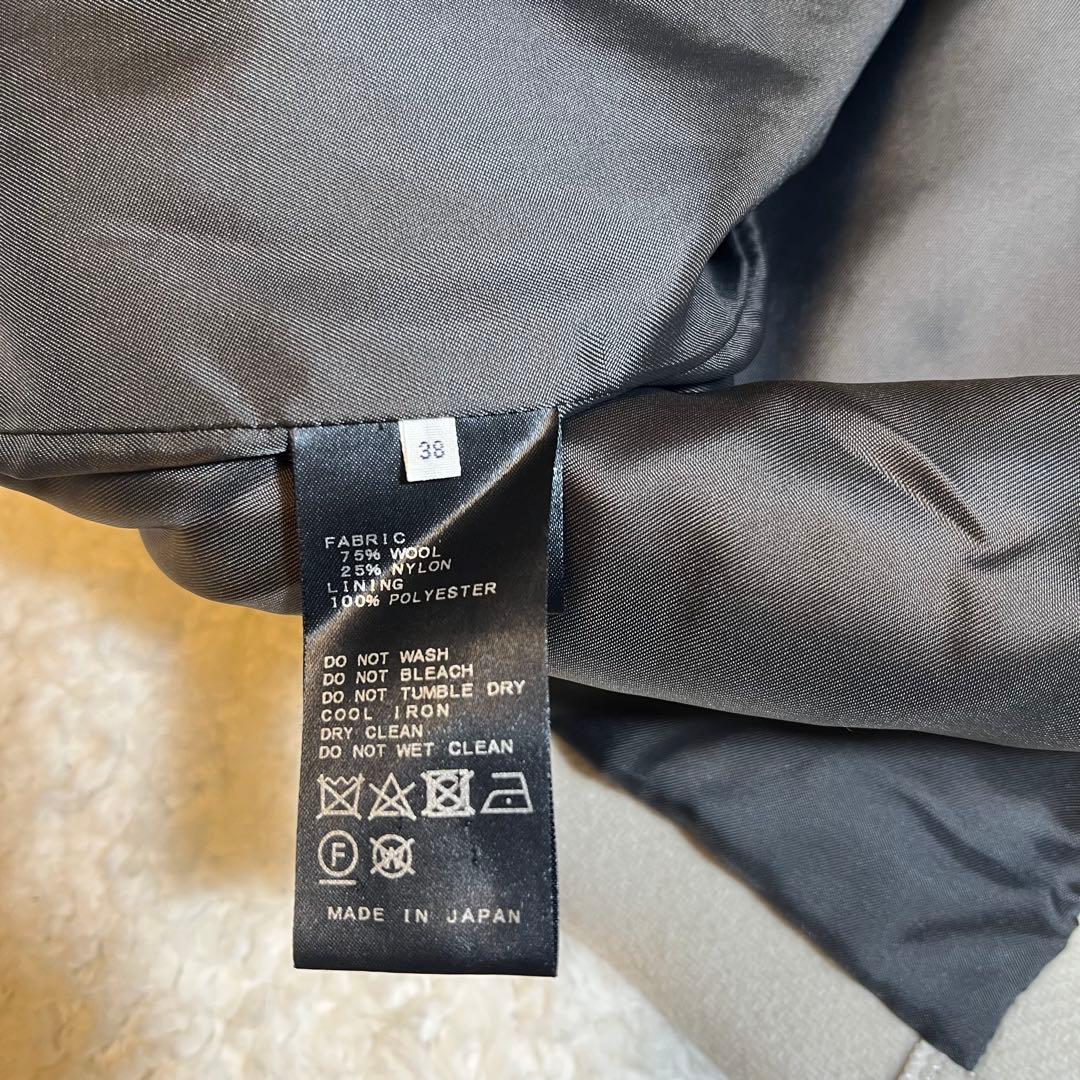 38
FABRIC
75% WOOL
25% NYLON
LINING
100% POLYESTER
DO NOT WASH
DO NOT BLEACH
DO NOT TUMBLE DRY
COOL IRON
DRY CLEAN
DO NOT WET CLEAN
F W
MADE IN JAPAN